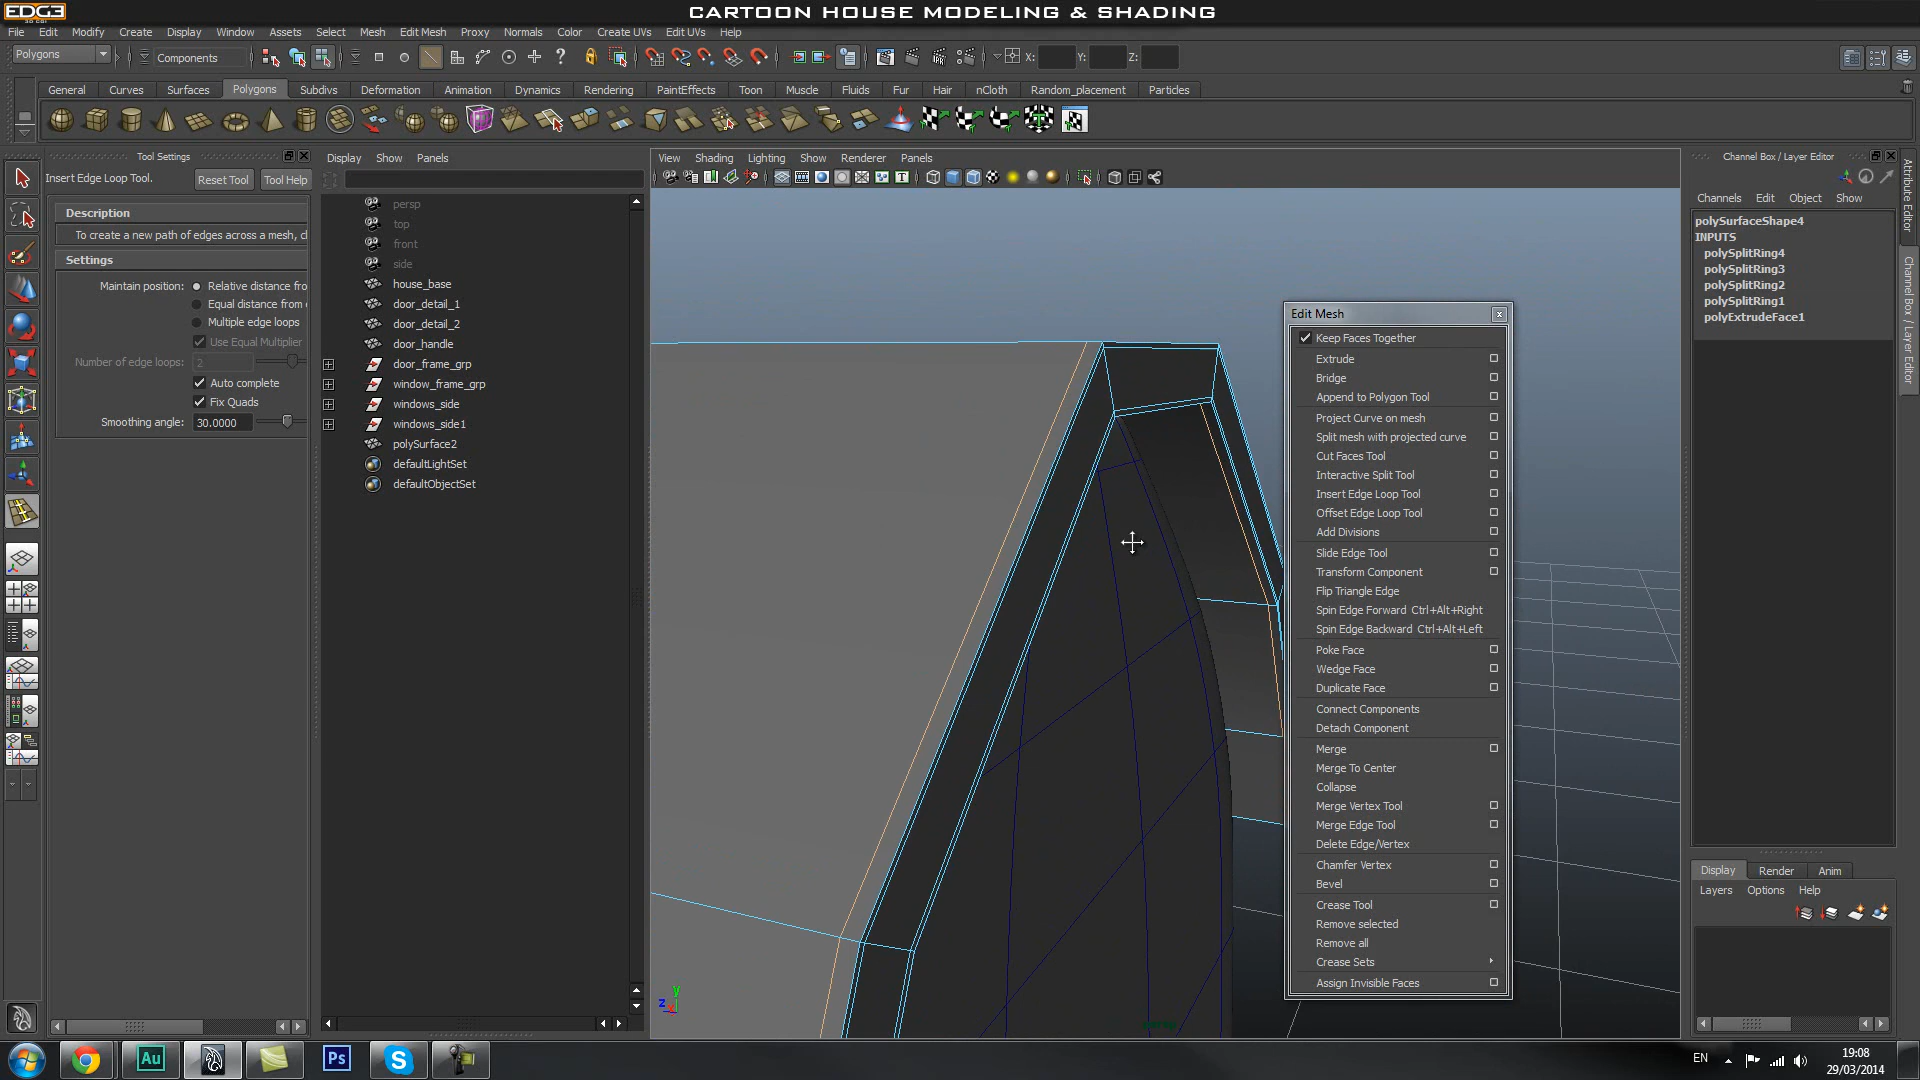 EDG3
CARTOON HOUSE MODELING & SHADING
File Edit Modify Create Display Window Assets Select Mesh Edit Mesh Proxy Normals Color Create UVs Edit UVs Help
Polygons Components X: Y: Z:
General Curves Surfaces Polygons Subdivs Deformation Animation Dynamics Rendering PaintEffects Toon Muscle Fluids Fur Hair nCloth Random_placement Particles
Tool Settings
Insert Edge Loop Tool. Reset Tool Tool Help
Description
To create a new path of edges across a mesh, cl
Settings
Maintain position: Relative distance fro
Equal distance from e
Multiple edge loops
Use Equal Multiplier
Number of edge loops: 2
Auto complete
Fix Quads
Smoothing angle: 30.0000
Display Show Panels
persp
top
front
side
house_base
door_detail_1
door_detail_2
door_handle
door_frame_grp
window_frame_grp
windows_side
windows_side1
polySurface2
defaultLightSet
defaultObjectSet
View Shading Lighting Show Renderer Panels
y
z
Edit Mesh
Keep Faces Together
Extrude
Bridge
Append to Polygon Tool
Project Curve on mesh
Split mesh with projected curve
Cut Faces Tool
Interactive Split Tool
Insert Edge Loop Tool
Offset Edge Loop Tool
Add Divisions
Slide Edge Tool
Transform Component
Flip Triangle Edge
Spin Edge Forward Ctrl+Alt+Right
Spin Edge Backward Ctrl+Alt+Left
Poke Face
Wedge Face
Duplicate Face
Connect Components
Detach Component
Merge
Merge To Center
Collapse
Merge Vertex Tool
Merge Edge Tool
Delete Edge/Vertex
Chamfer Vertex
Bevel
Crease Tool
Remove selected
Remove all
Crease Sets
Assign Invisible Faces
Channel Box / Layer Editor
Channels Edit Object Show
polySurfaceShape4
INPUTS
polySplitRing4
polySplitRing3
polySplitRing2
polySplitRing1
polyExtrudeFace1
Attribute Editor
Channel Box / Layer Editor
Display Render Anim
Layers Options Help
Au
Ps
EN
19:08
29/03/2014